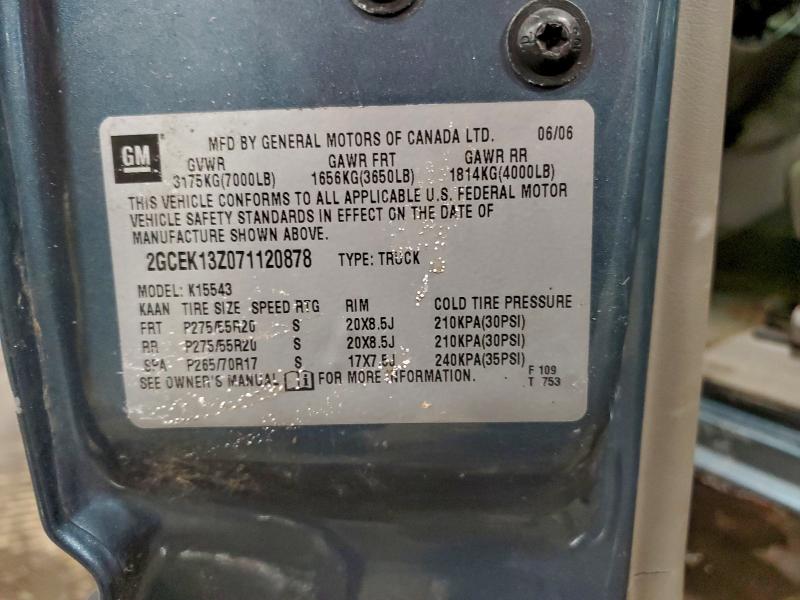 GM
MFD BY GENERAL MOTORS OF CANADA LTD. 06/06
GVWR GAWR FRT GAWR RR
3175KG(7000LB) 1656KG(3650LB) 1814KG(4000LB)
THIS VEHICLE CONFORMS TO ALL APPLICABLE U.S. FEDERAL MOTOR
VEHICLE SAFETY STANDARDS IN EFFECT ON THE DATE OF
MANUFACTURE SHOWN ABOVE.
2GCEK13Z071120878 TYPE: TRUCK
MODEL: K15543
KAAN TIRE SIZE SPEED RTG RIM COLD TIRE PRESSURE
FRT P275/55R20 S 20X8.5J 210KPA(30PSI)
RR P275/55R20 S 20X8.5J 210KPA(30PSI)
SPA P265/70R17 S 17X7.5J 240KPA(35PSI)
SEE OWNER'S MANUAL FOR MORE INFORMATION.
F 109
T 753